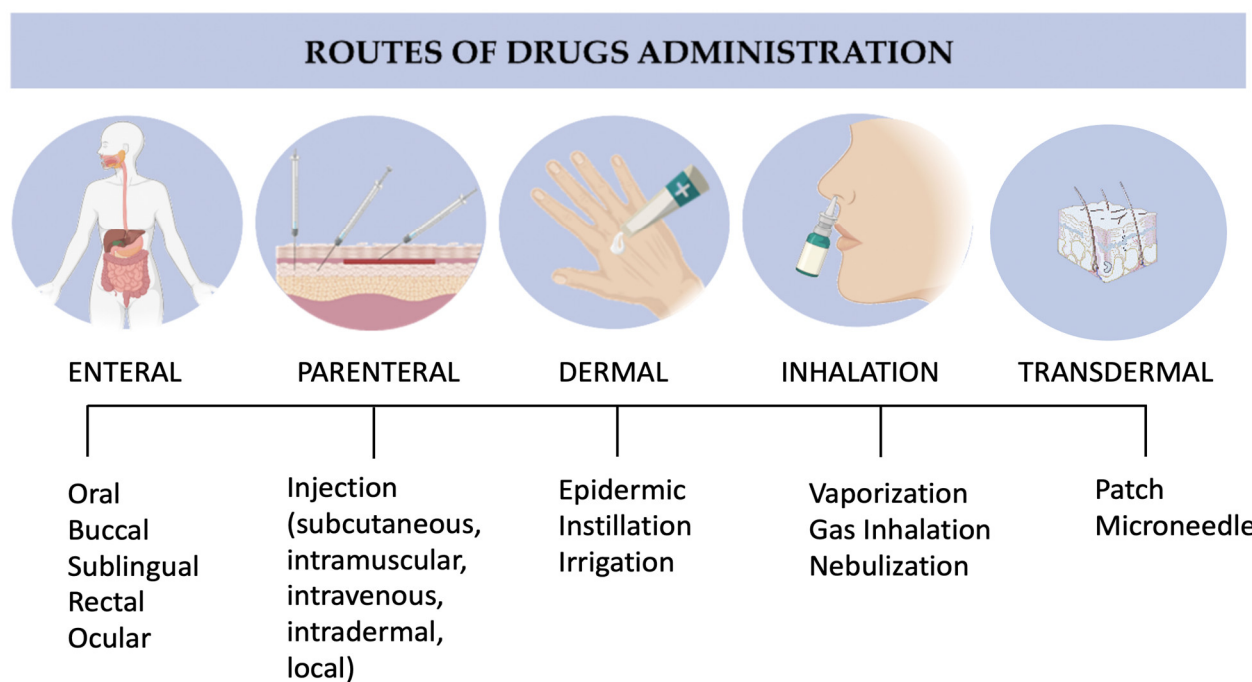 ROUTES OF DRUGS ADMINISTRATION
ENTERAL
PARENTERAL
DERMAL
INHALATION
TRANSDERMAL
Oral
Buccal
Sublingual
Rectal
Ocular
Injection
(subcutaneous,
intramuscular,
intravenous,
intradermal,
local)
Epidermic
Instillation
Irrigation
Vaporization
Gas Inhalation
Nebulization
Patch
Microneedle